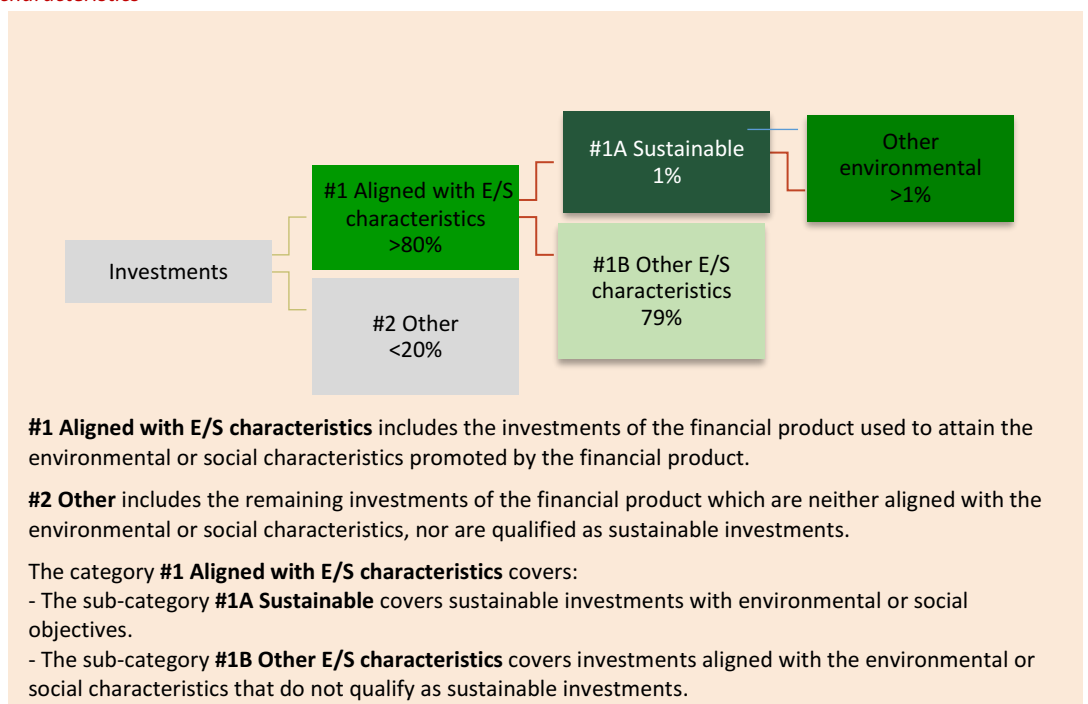 characteristics
#1A Sustainable
1%
Other
environmental
>1%
#1 Aligned with E/S
characteristics
>80%
Investments
#1B Other E/S
characteristics
79%
#2 Other
<20%
#1 Aligned with E/S characteristics includes the investments of the financial product used to attain the
environmental or social characteristics promoted by the financial product.
#2 Other includes the remaining investments of the financial product which are neither aligned with the
environmental or social characteristics, nor are qualified as sustainable investments.
The category #1 Aligned with E/S characteristics covers:
- The sub-category #1A Sustainable covers sustainable investments with environmental or social
objectives.
- The sub-category #1B Other E/S characteristics covers investments aligned with the environmental or
social characteristics that do not qualify as sustainable investments.